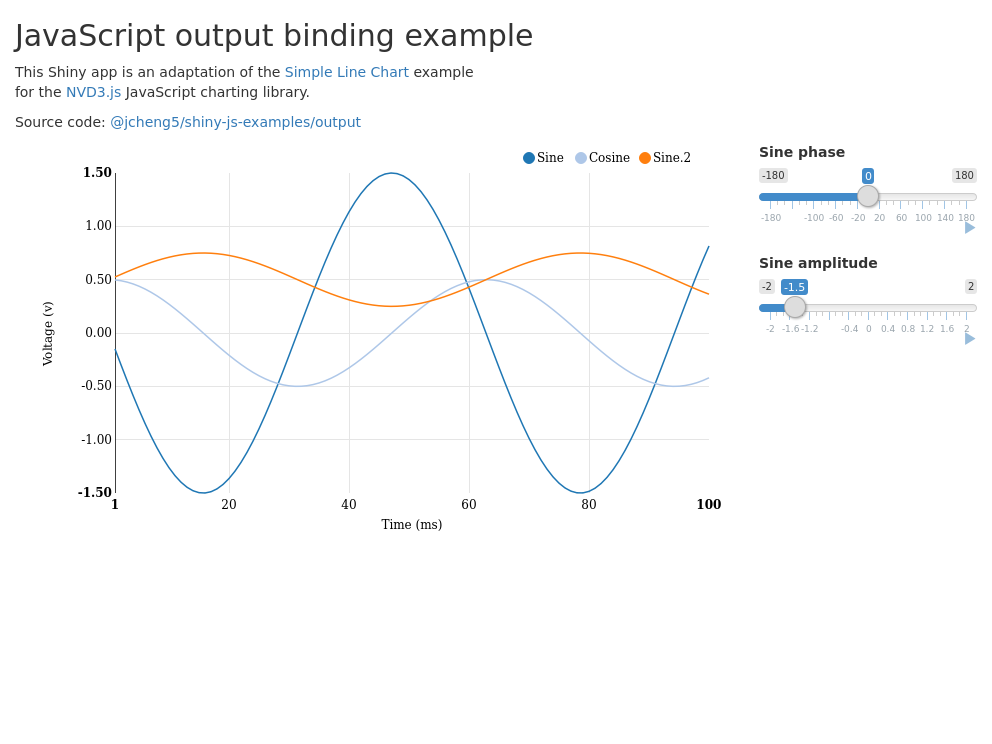 JavaScript output binding example
This Shiny app is an adaptation of the Simple Line Chart example
for the NVD3.js JavaScript charting library.
Source code: @jcheng5/shiny-js-examples/output
Sine Cosine Sine.2
1.50
1.00
0.50
0.00
-0.50
-1.00
-1.50
Voltage (v)
1 20 40 60 80 100
Time (ms)
Sine phase
-180 0 180
-180 -100 -60 -20 20 60 100 140 180
Sine amplitude
-2 -1.5 2
-2 -1.6 -1.2 -0.4 0 0.4 0.8 1.2 1.6 2